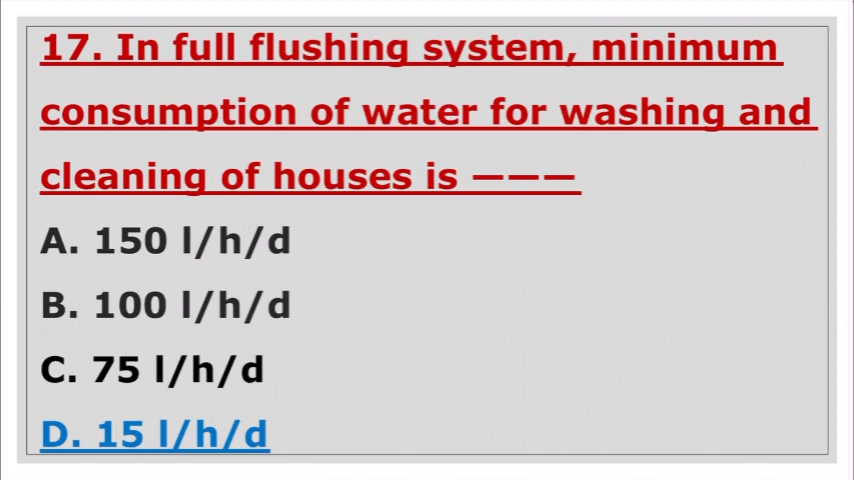 17. In full flushing system, minimum
consumption of water for washing and
cleaning of houses is ———
A. 150 l/h/d
B. 100 l/h/d
C. 75 l/h/d
D. 15 l/h/d